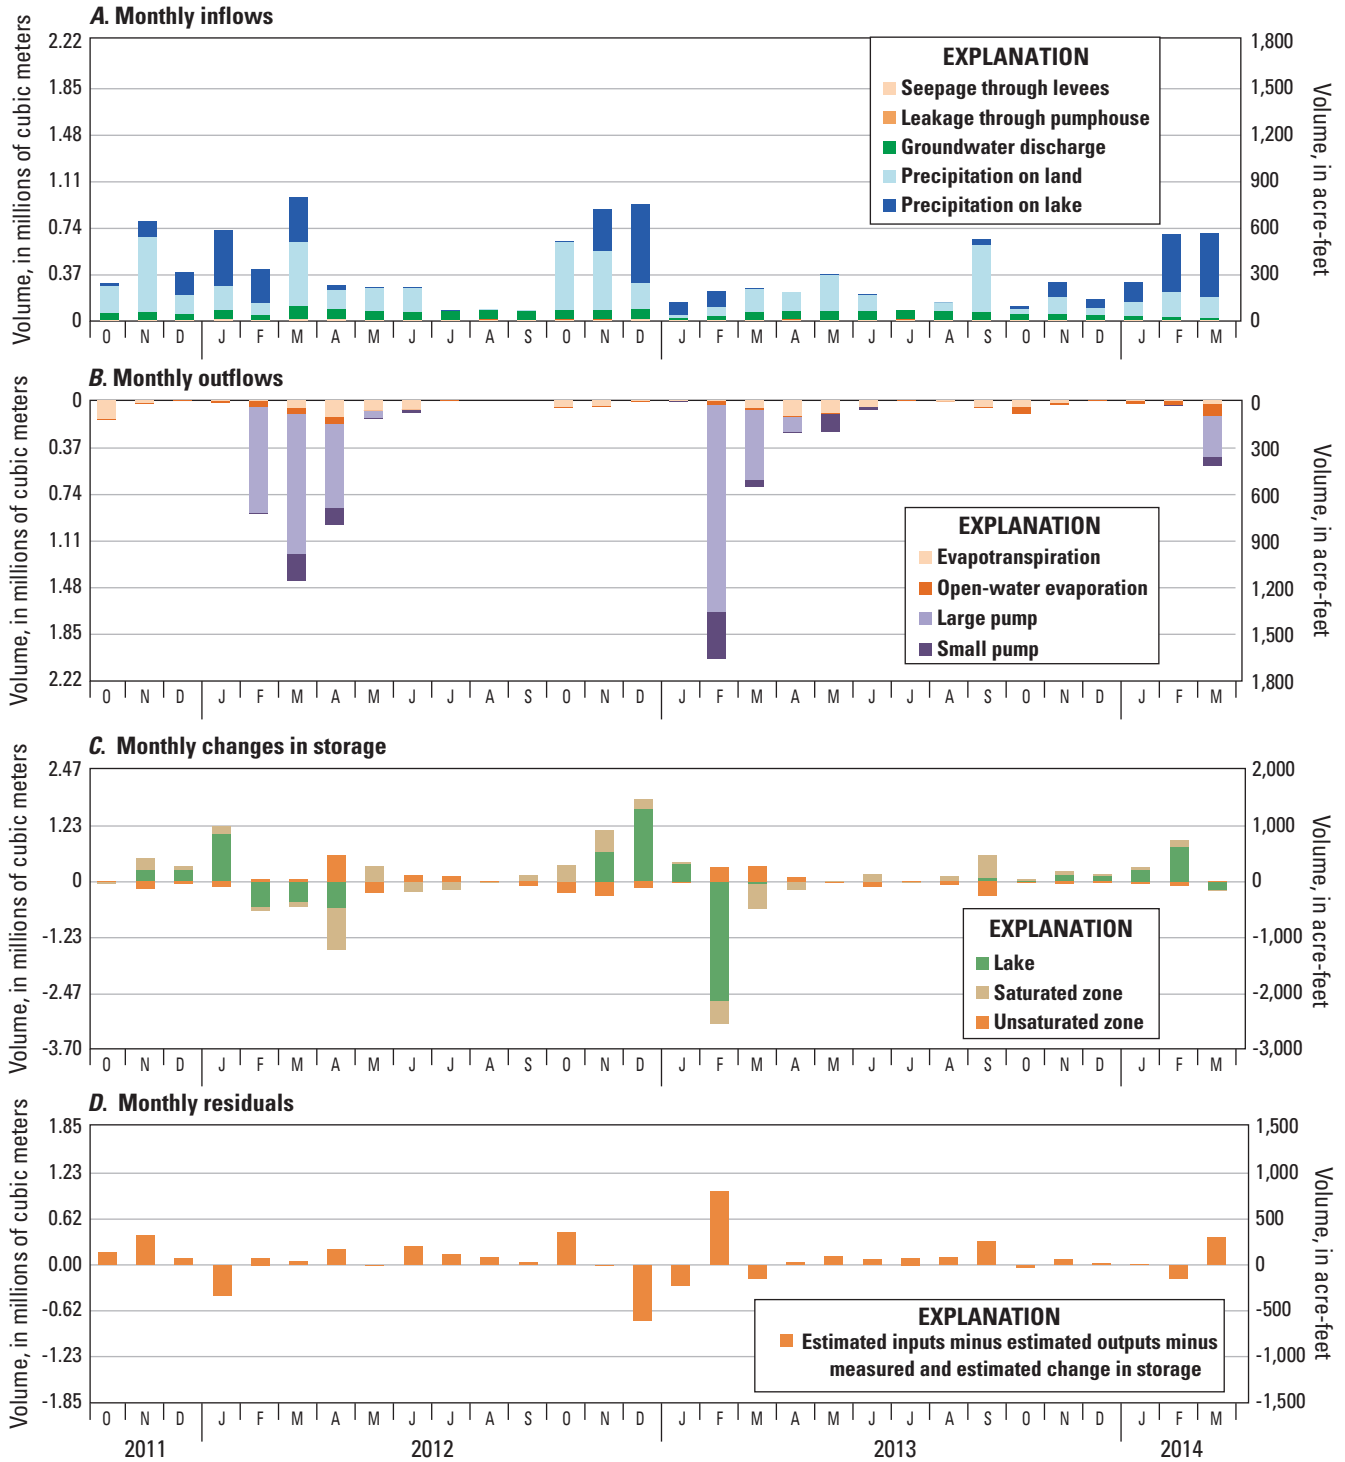 A. Monthly inflows
Volume, in millions of cubic meters
2.22
1.85
1.48
1.11
0.74
0.37
0
1,800
1,500
1,200
900
600
300
0
Volume, in acre-feet
EXPLANATION
Seepage through levees
Leakage through pumphouse
Groundwater discharge
Precipitation on land
Precipitation on lake
O N D J F M A M J J A S O N D J F M A M J J A S O N D J F M
B. Monthly outflows
Volume, in millions of cubic meters
0
0.37
0.74
1.11
1.48
1.85
2.22
0
300
600
900
1,200
1,500
1,800
Volume, in acre-feet
EXPLANATION
Evapotranspiration
Open-water evaporation
Large pump
Small pump
O N D J F M A M J J A S O N D J F M A M J J A S O N D J F M
C. Monthly changes in storage
Volume, in millions of cubic meters
2.47
1.23
0
-1.23
-2.47
-3.70
2,000
1,000
0
-1,000
-2,000
-3,000
Volume, in acre-feet
EXPLANATION
Lake
Saturated zone
Unsaturated zone
O N D J F M A M J J A S O N D J F M A M J J A S O N D J F M
D. Monthly residuals
Volume, in millions of cubic meters
1.85
1.23
0.62
0.00
-0.62
-1.23
-1.85
1,500
1,000
500
0
-500
-1,000
-1,500
Volume, in acre-feet
EXPLANATION
Estimated inputs minus estimated outputs minus
measured and estimated change in storage
O N D J F M A M J J A S O N D J F M A M J J A S O N D J F M
2011 2012 2013 2014